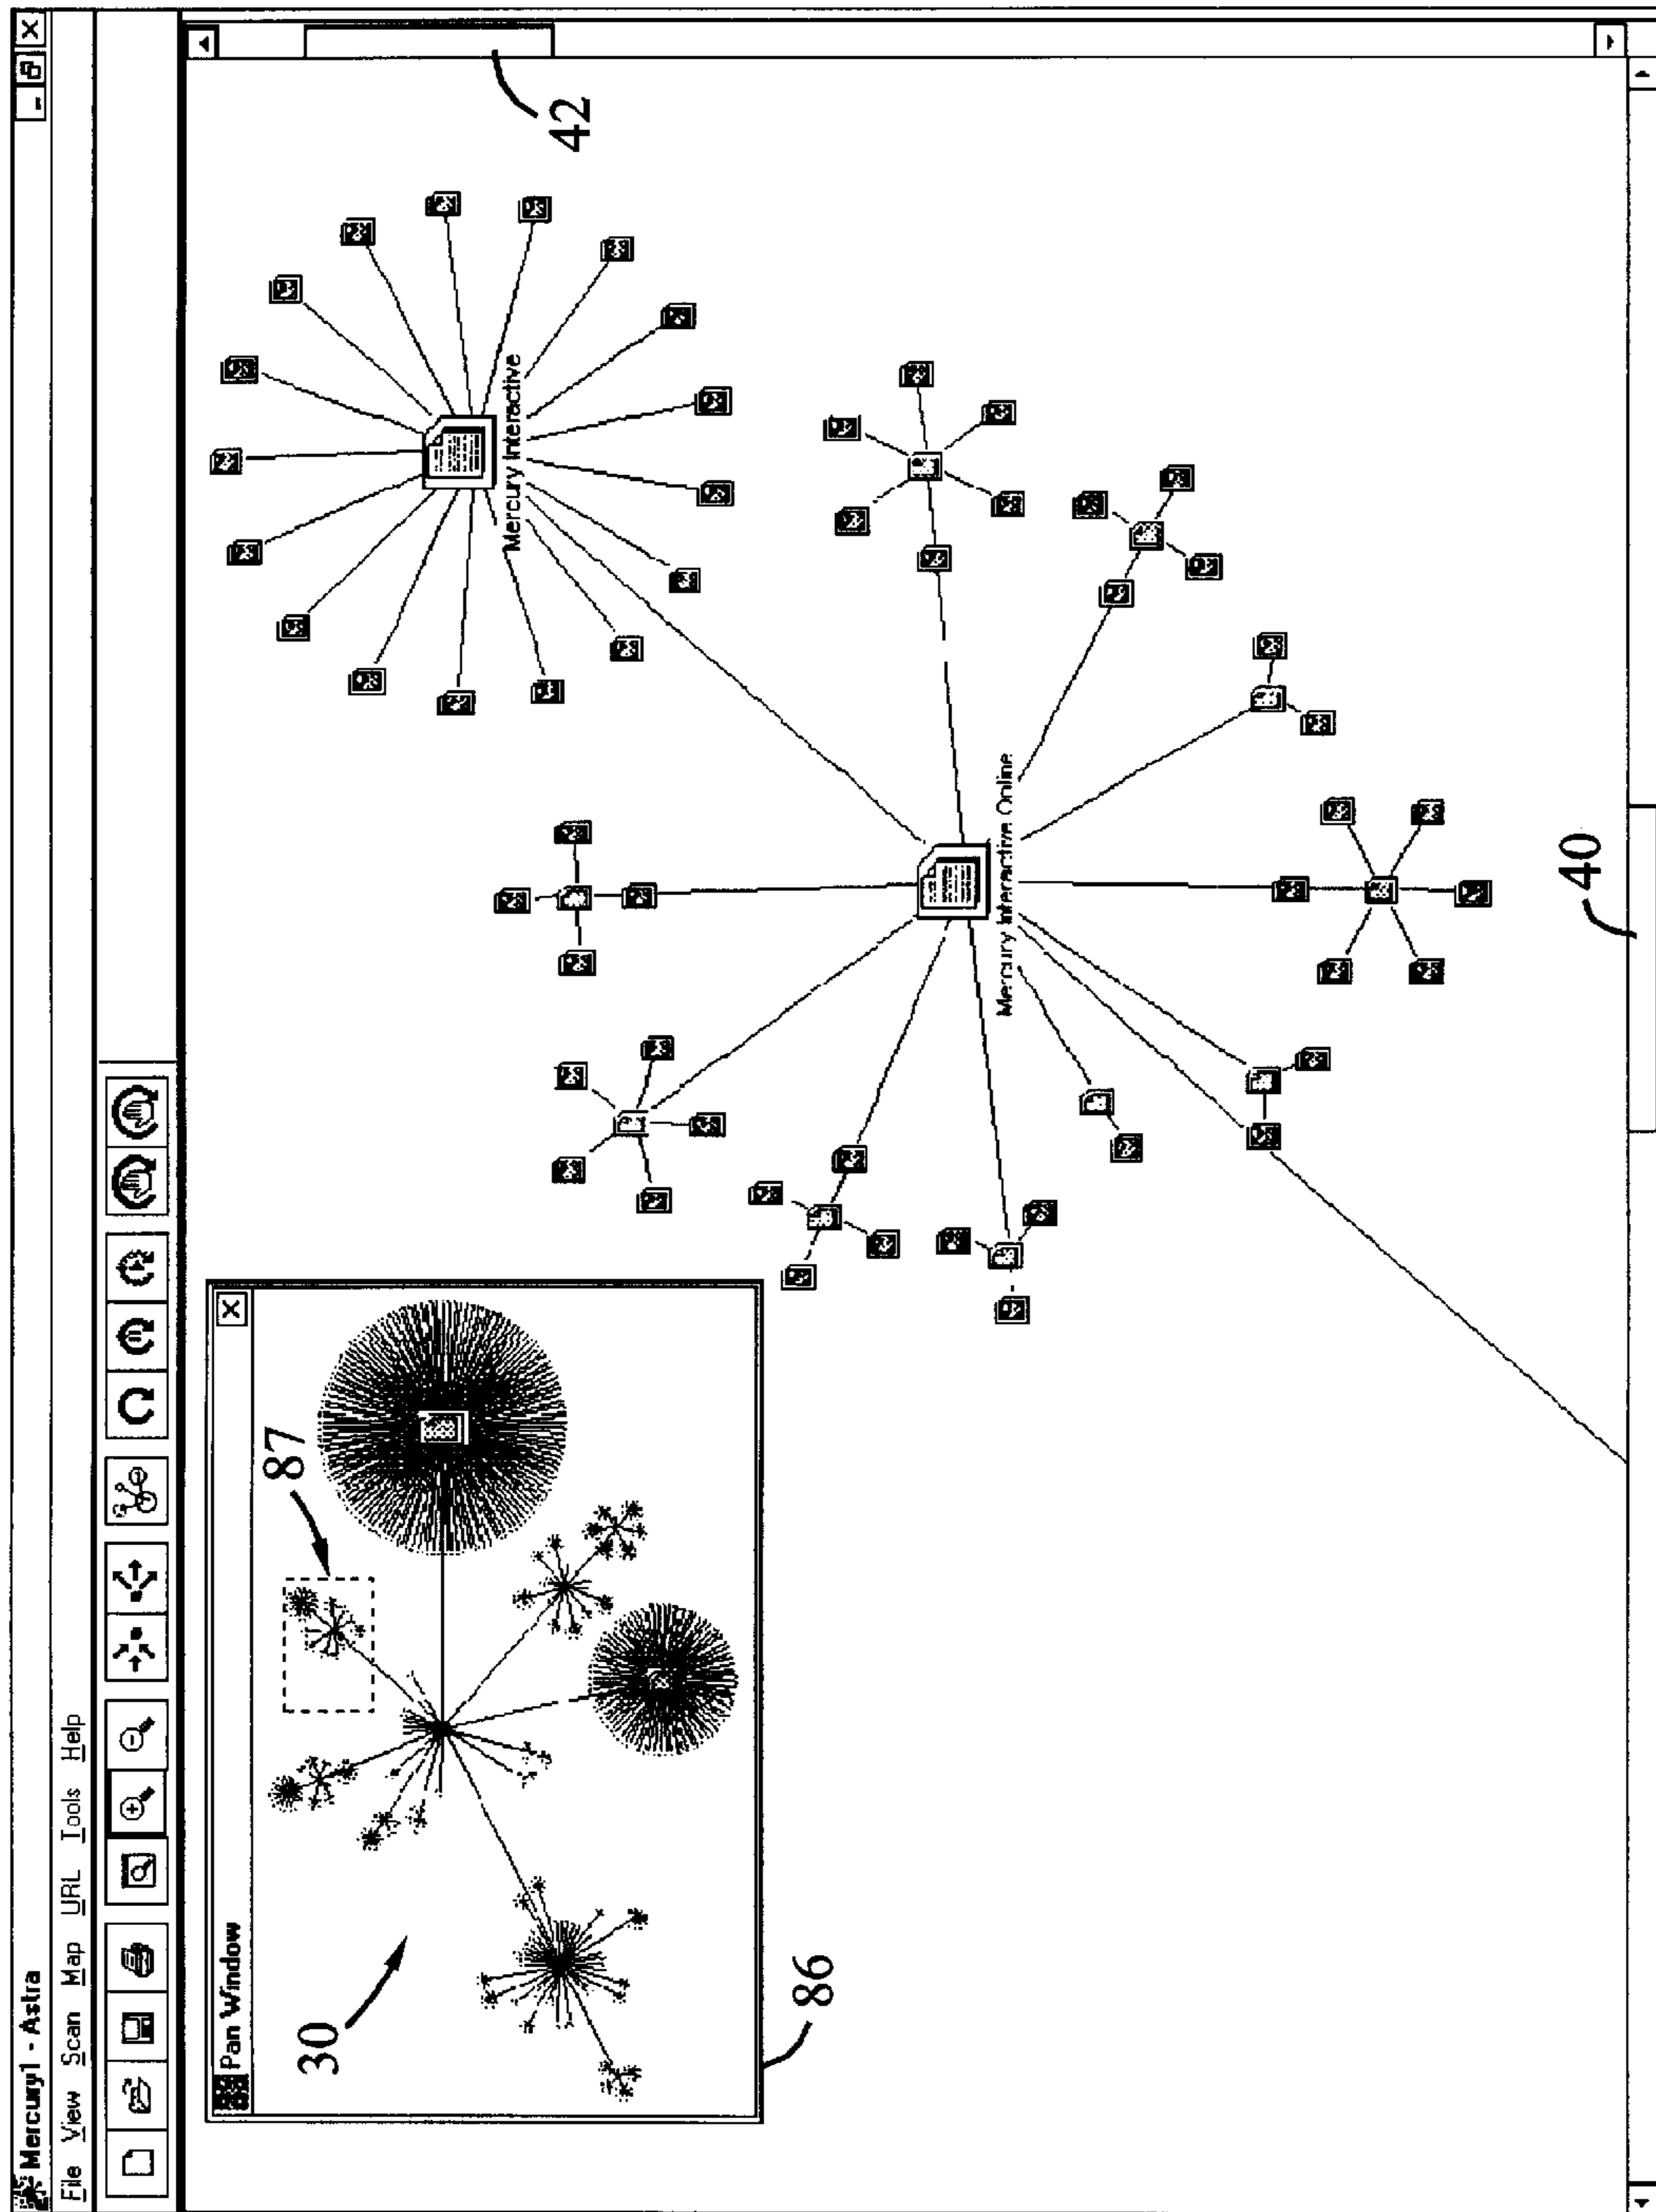 Mercury1 - Astra
File View Scan Map URL Tools Help
Pan Window
30
87
86
Mercury Interactive
42
Mercury Interactive Online
40